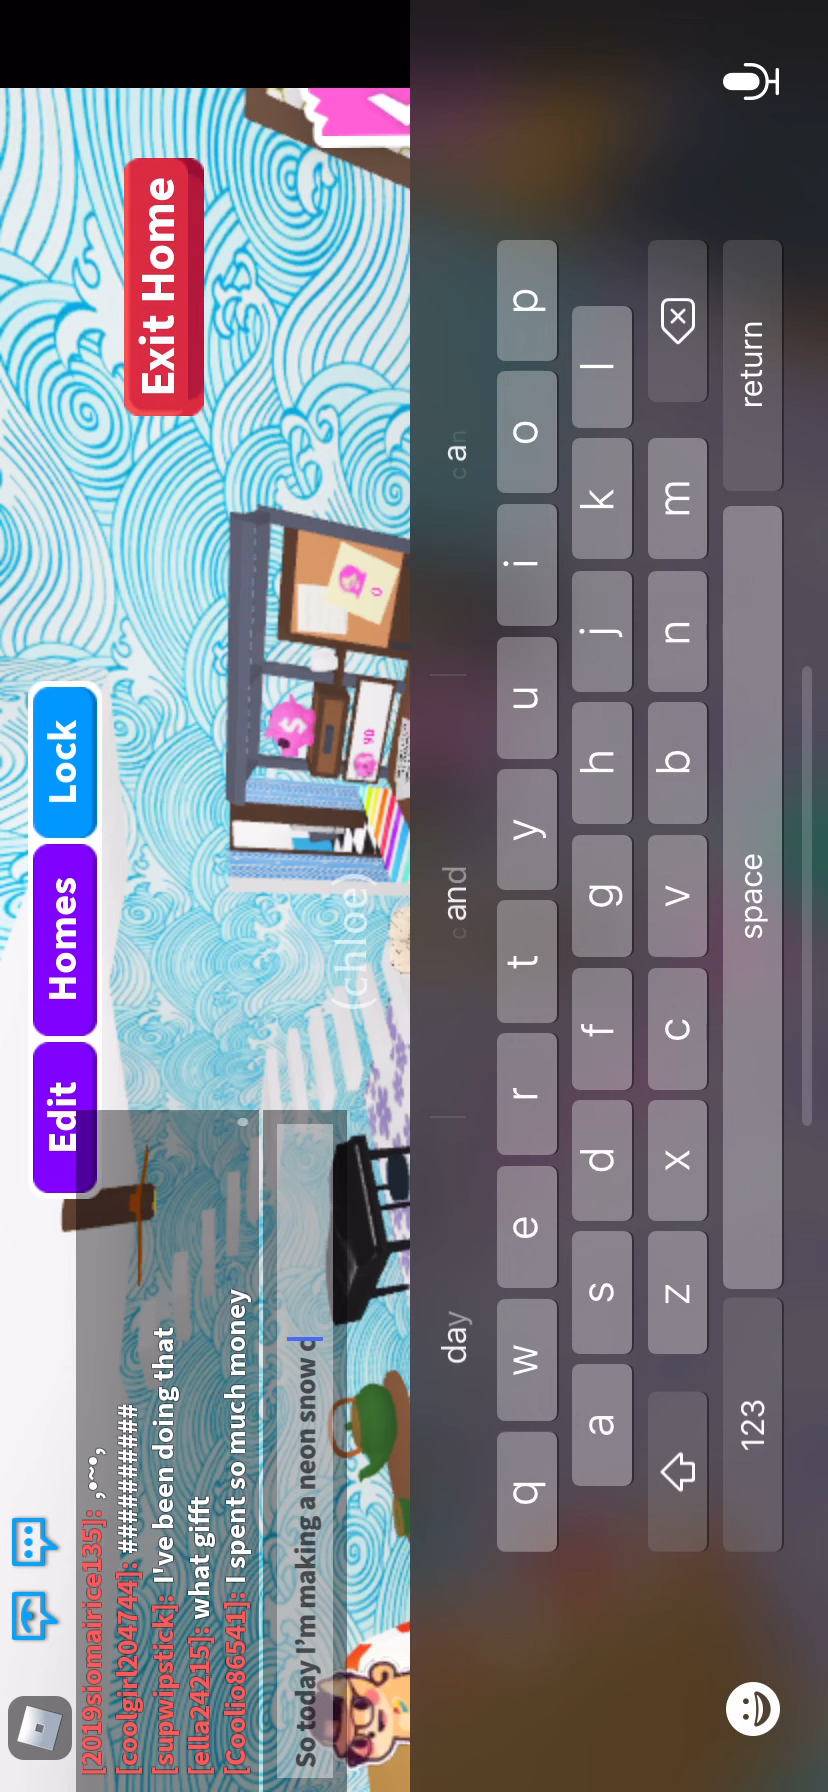 Edit
Homes
Lock
Exit Home
[2019siomairice135]: ,•~•,
[coolgirl204744]: ###########
[supwipstick]: I've been doing that
[ella24215]: what gifft
[Coolio86541]: I spent so much money
So today I'm making a neon snow c
(chloe)
day
and
can
q w e r t y u i o p
a s d f g h j k l
z x c v b n m
123 space return